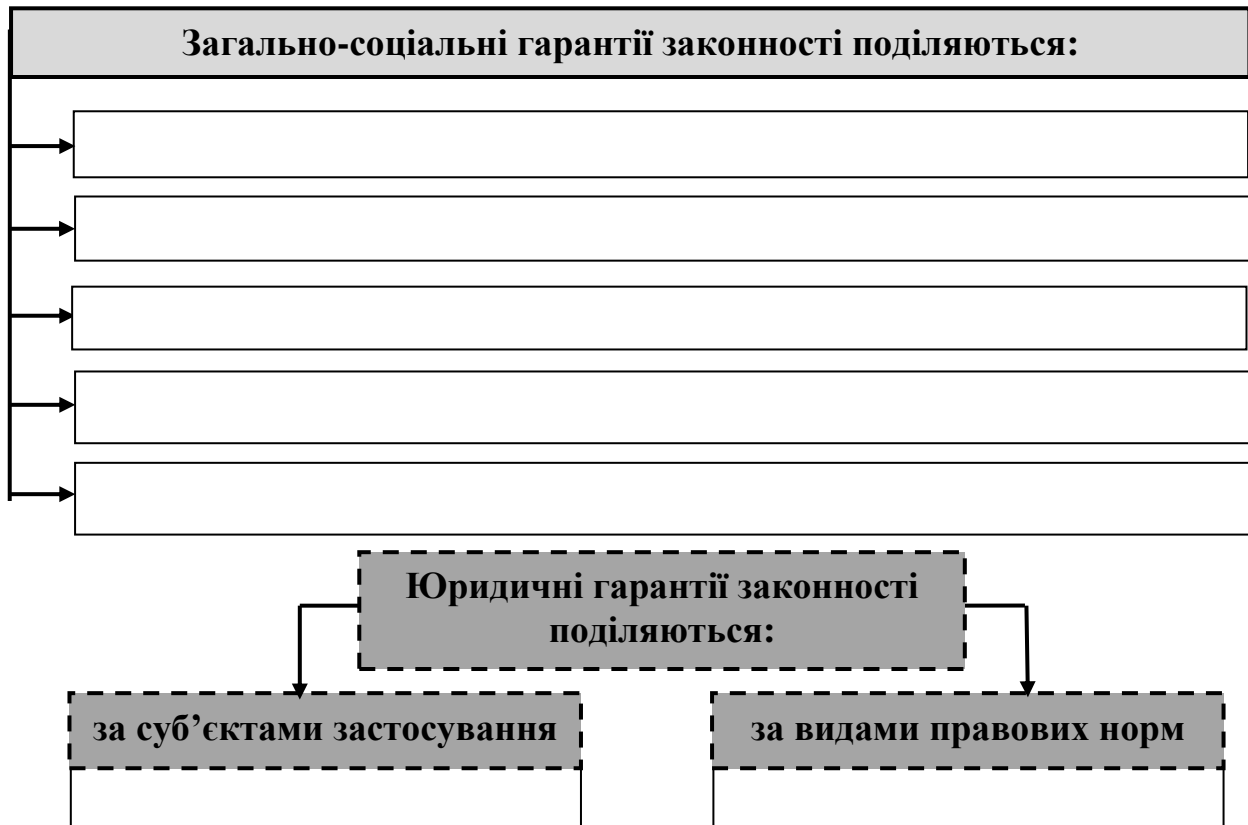 Загально-соціальні гарантії законності поділяються:
Юридичні гарантії законності
поділяються:
за суб’єктами застосування
за видами правових норм